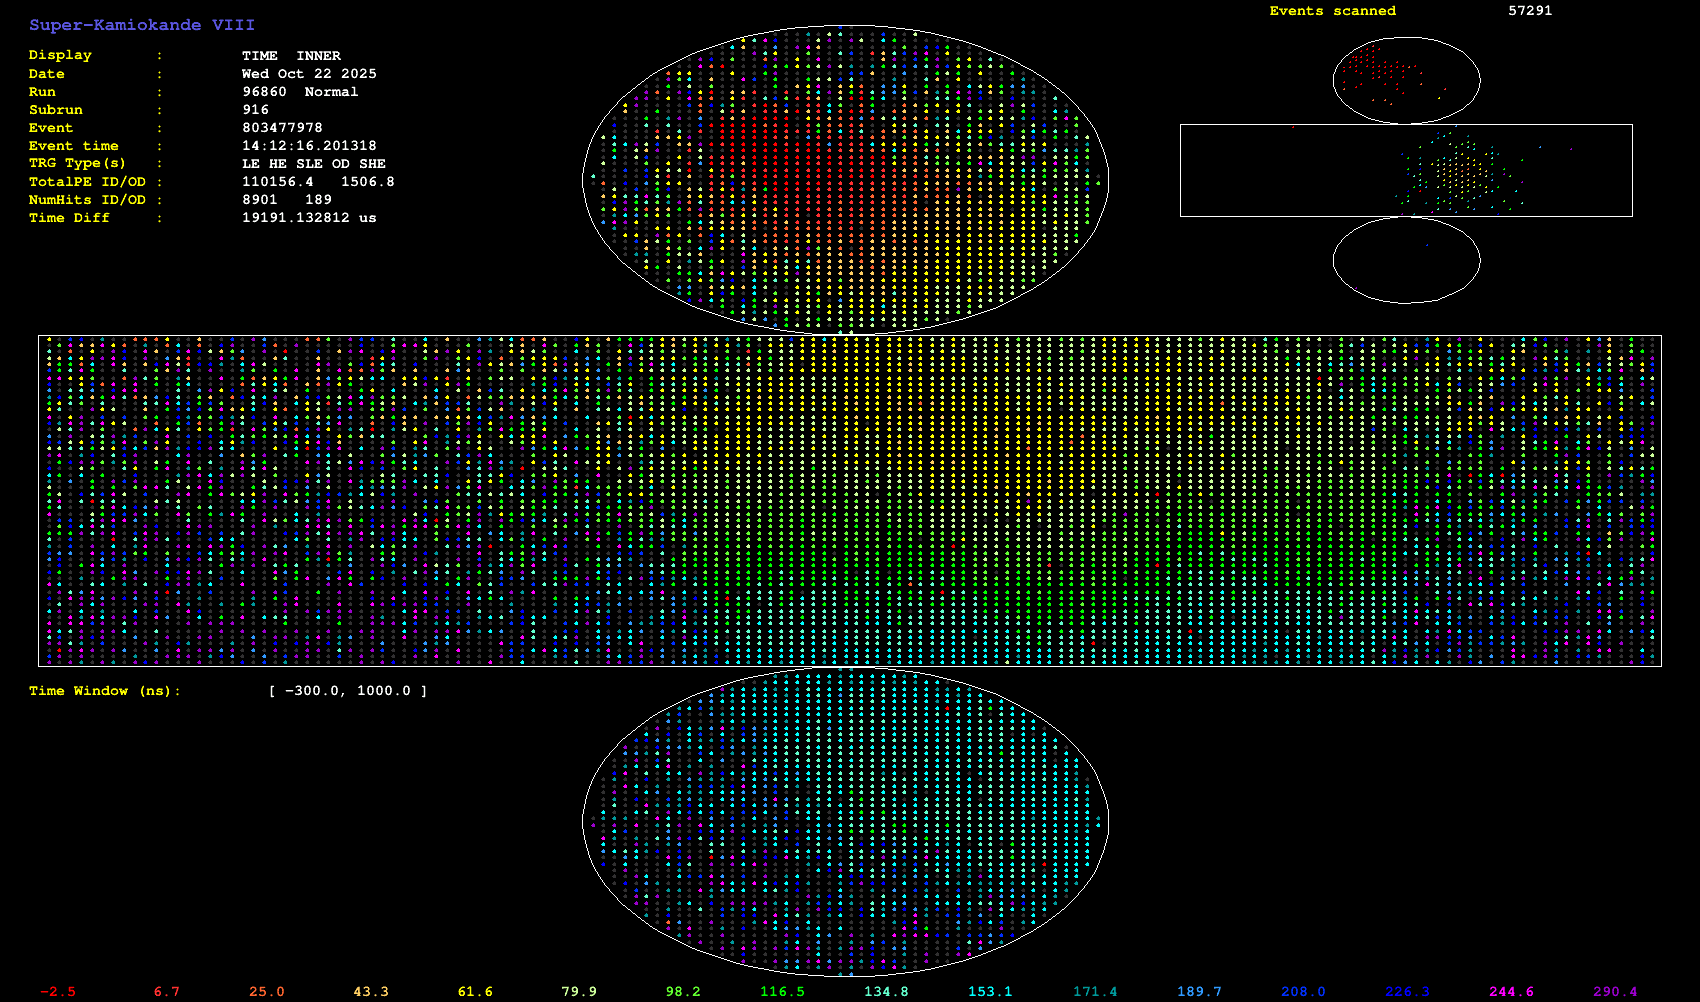 Super-Kamiokande VIII
Events scanned 57291
Display : TIME INNER
Date : Wed Oct 22 2025
Run : 96860 Normal
Subrun : 916
Event : 803477978
Event time : 14:12:16.201318
TRG Type(s) : LE HE SLE OD SHE
TotalPE ID/OD : 110156.4 1506.8
NumHits ID/OD : 8901 189
Time Diff : 19191.132812 us
Time Window (ns): [ -300.0, 1000.0 ]
-2.5 6.7 25.0 43.3 61.6 79.9 98.2 116.5 134.8 153.1 171.4 189.7 208.0 226.3 244.6 290.4